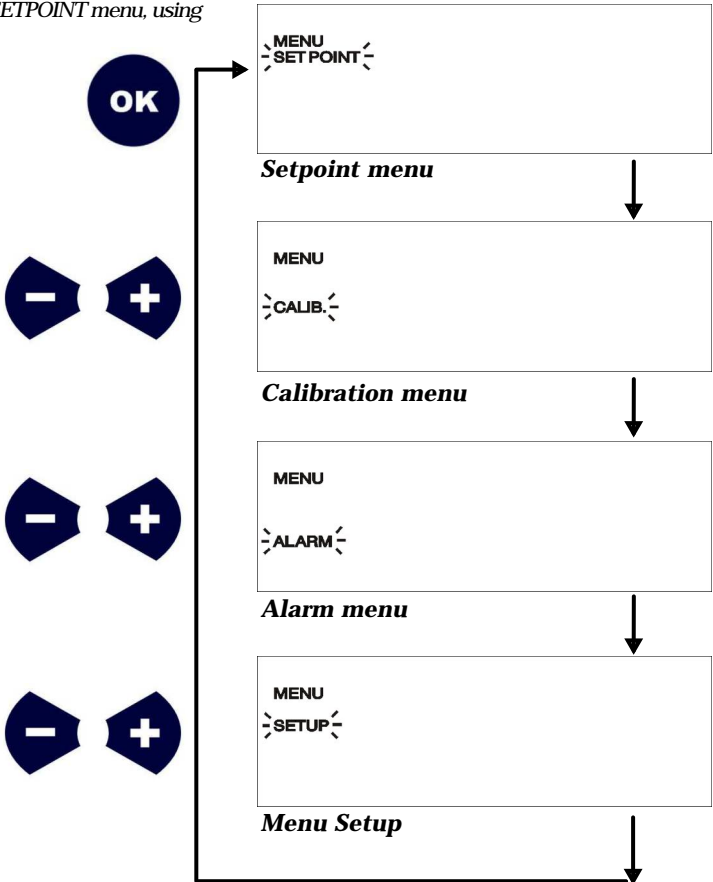 SETPOINT menu, using
MENU
SET POINT
OK
Setpoint menu
MENU
- +
CALIB.
Calibration menu
MENU
- +
ALARM
Alarm menu
MENU
- +
SETUP
Menu Setup